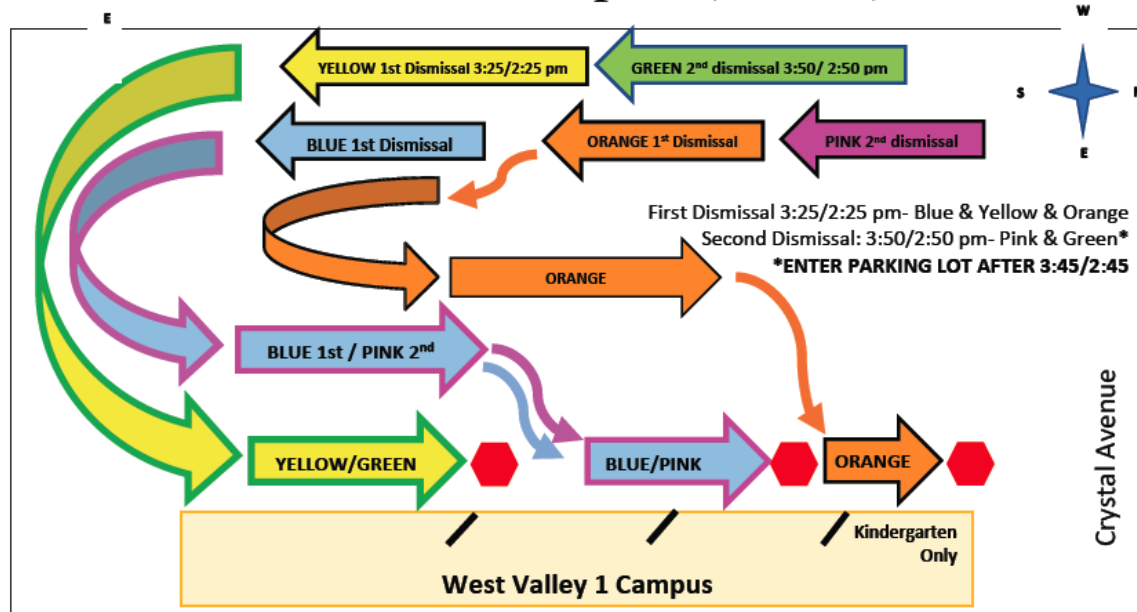 E
W
YELLOW 1st Dismissal 3:25/2:25 pm
GREEN 2nd dismissal 3:50/ 2:50 pm
S
E
BLUE 1st Dismissal
ORANGE 1st Dismissal
PINK 2nd dismissal
First Dismissal 3:25/2:25 pm- Blue & Yellow & Orange
Second Dismissal: 3:50/2:50 pm- Pink & Green*
*ENTER PARKING LOT AFTER 3:45/2:45
ORANGE
BLUE 1st / PINK 2nd
YELLOW/GREEN
BLUE/PINK
ORANGE
Crystal Avenue
Kindergarten
Only
West Valley 1 Campus